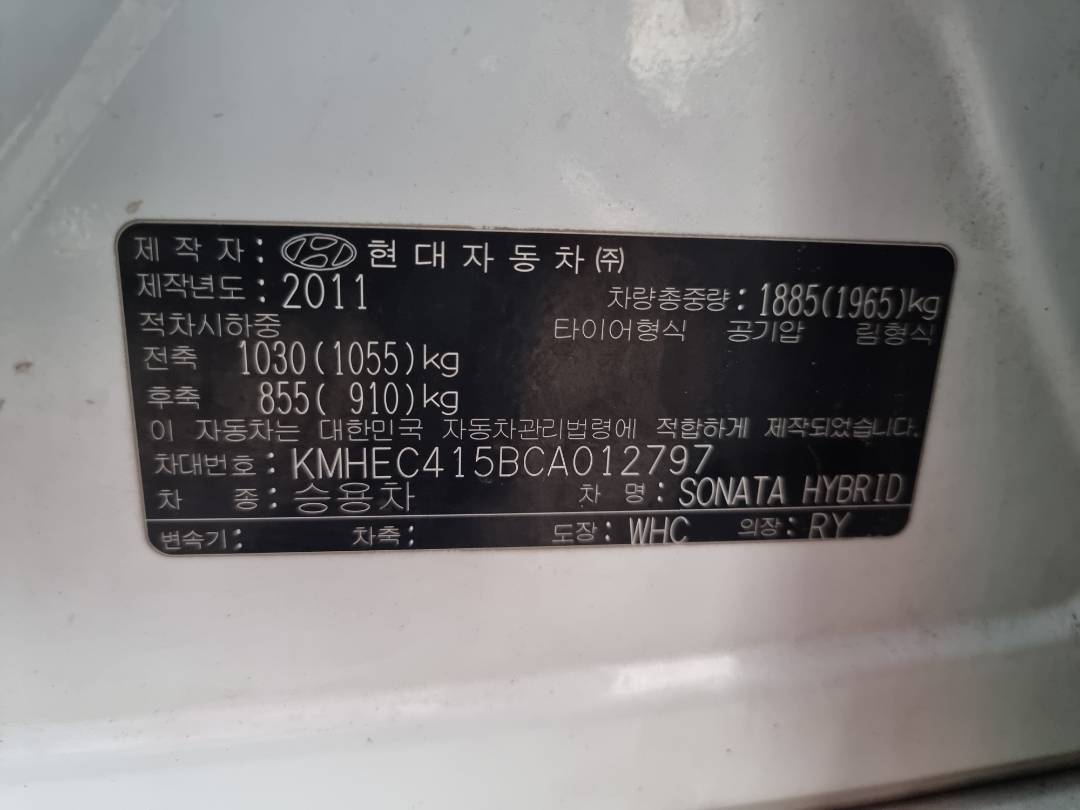 제 작 자 : 현대자동차 ㈜
제작년도 : 2011 차량총중량 : 1885(1965)kg
적차시하중 타이어형식 공기압 림형식
전축 1030(1055)kg
후축 855( 910)kg
이 자동차는 대한민국 자동차관리법령에 적합하게 제작되었습니다.
차대번호 : KMHEC415BCA012797
차 종 : 승용차 차 명 : SONATA HYBRID
변속기 : 차축 : 도장 : WHC 의장 : RY